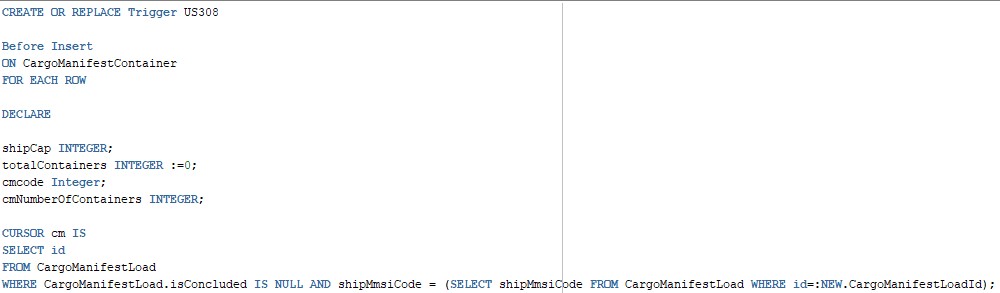 CREATE OR REPLACE Trigger US308
Before Insert
ON CargoManifestContainer
FOR EACH ROW
DECLARE
shipCap INTEGER;
totalContainers INTEGER :=0;
cmcode Integer;
cmNumberOfContainers INTEGER;
CURSOR cm IS
SELECT id
FROM CargoManifestLoad
WHERE CargoManifestLoad.isConcluded IS NULL AND shipMmsiCode = (SELECT shipMmsiCode FROM CargoManifestLoad WHERE id=:NEW.CargoManifestLoadId);